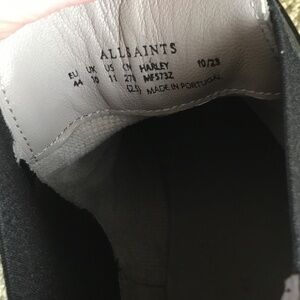 ALLSAINTS
EU UK US CN HARLEY 10/23
44 10 11 270 MF573Z
(2.5) MADE IN PORTUGAL